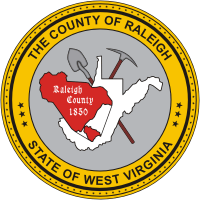 THE COUNTY OF RALEIGH
Raleigh
County
1850
STATE OF WEST VIRGINIA